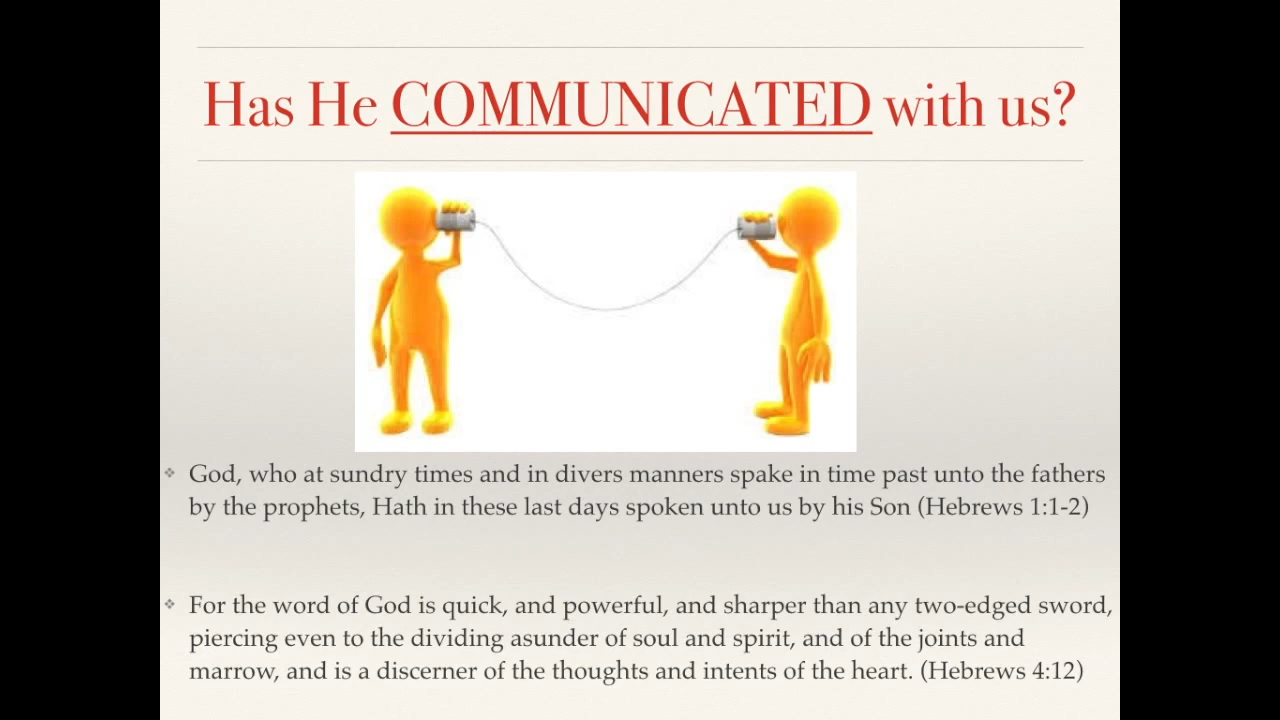 Has He COMMUNICATED with us?
God, who at sundry times and in divers manners spake in time past unto the fathers
by the prophets, Hath in these last days spoken unto us by his Son (Hebrews 1:1-2)
For the word of God is quick, and powerful, and sharper than any two-edged sword,
piercing even to the dividing asunder of soul and spirit, and of the joints and
marrow, and is a discerner of the thoughts and intents of the heart. (Hebrews 4:12)